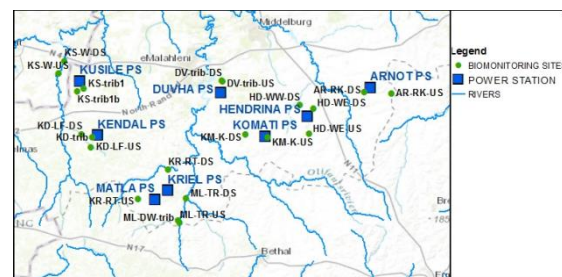 Middelburg
KS-W-DS
KS-W-US
eMalahleni
KUSILE PS
KS-trib1
KS-trib1b
DV-trib-DS
DV-trib-US
DUVHA PS
ARNOT PS
AR-RK-DS
AR-RK-US
HD-WW-DS
HD-WE-DS
HENDRINA PS
KENDAL PS
KD-LF-DS
KD-trib
KD-LF-US
KOMATI PS
KM-K-DS
KM-K-US
HD-WE-US
N11
KR-RT-DS
KRIEL PS
MATLA PS
KR-RT-US
ML-TR-DS
ML-DW-trib
ML-TR-US
N17
Bethal
Legend
BIOMONITORING SITE
POWER STATION
RIVERS